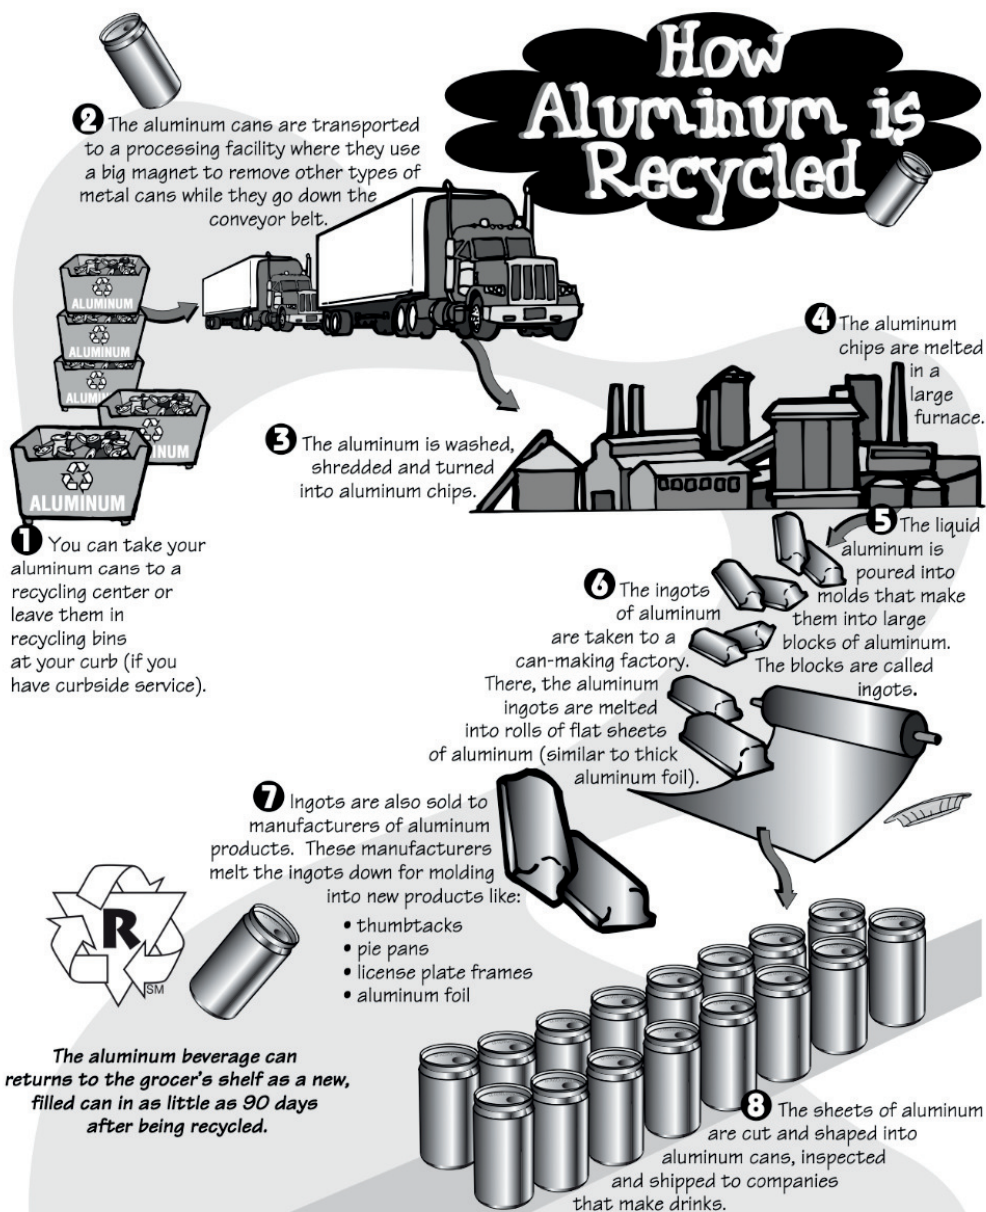 How
Aluminum is
Recycled
2 The aluminum cans are transported
to a processing facility where they use
a big magnet to remove other types of
metal cans while they go down the
conveyor belt.
ALUMINUM
ALUMINUM
ALUMIN
INUM
ALUMINUM
1 You can take your
aluminum cans to a
recycling center or
leave them in
recycling bins
at your curb (if you
have curbside service).
3 The aluminum is washed,
shredded and turned
into aluminum chips.
4 The aluminum
chips are melted
in a
large
furnace.
5 The liquid
aluminum is
poured into
molds that make
them into large
blocks of aluminum.
The blocks are called
ingots.
6 The ingots
of aluminum
are taken to a
can-making factory.
There, the aluminum
ingots are melted
into rolls of flat sheets
of aluminum (similar to thick
aluminum foil).
7 Ingots are also sold to
manufacturers of aluminum
products. These manufacturers
melt the ingots down for molding
into new products like:
• thumbtacks
• pie pans
• license plate frames
• aluminum foil
R
SM
The aluminum beverage can
returns to the grocer's shelf as a new,
filled can in as little as 90 days
after being recycled.
8 The sheets of aluminum
are cut and shaped into
aluminum cans, inspected
and shipped to companies
that make drinks.